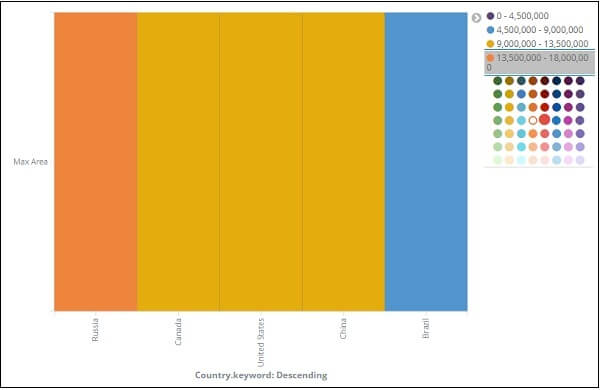 0 - 4,500,000
4,500,000 - 9,000,000
9,000,000 - 13,500,000
13,500,000 - 18,000,00
0
Max Area
Russia
Canada
United States
China
Brazil
Country.keyword: Descending